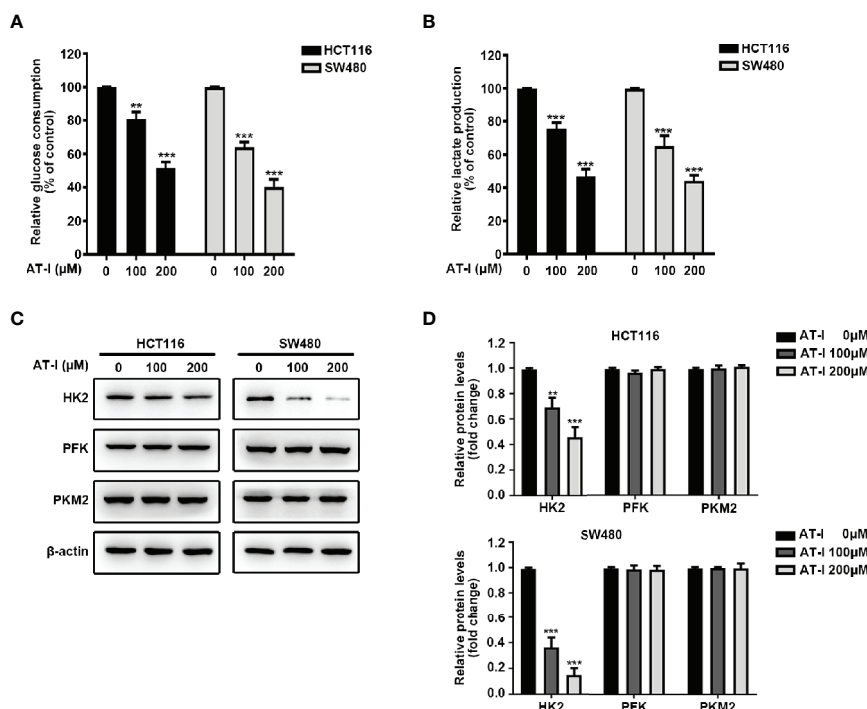 A
HCT116
SW480
Relative glucose consumption
(% of control)
120
100
80
60
40
20
0
**
***
***
***
AT-I (μM) 0 100 200 0 100 200
B
HCT116
SW480
Relative lactate production
(% of control)
120
100
80
60
40
20
0
***
***
***
***
AT-I (μM) 0 100 200 0 100 200
C
HCT116 SW480
AT-I (μM) 0 100 200 0 100 200
HK2
PFK
PKM2
β-actin
D
HCT116
AT-I 0μM
AT-I 100μM
AT-I 200μM
Relative protein levels
(fold change)
1.2
1.0
0.8
0.6
0.4
0.2
0.0
**
***
HK2 PFK PKM2
SW480
AT-I 0μM
AT-I 100μM
AT-I 200μM
Relative protein levels
(fold change)
1.2
1.0
0.8
0.6
0.4
0.2
0.0
***
***
HK2 PFK PKM2